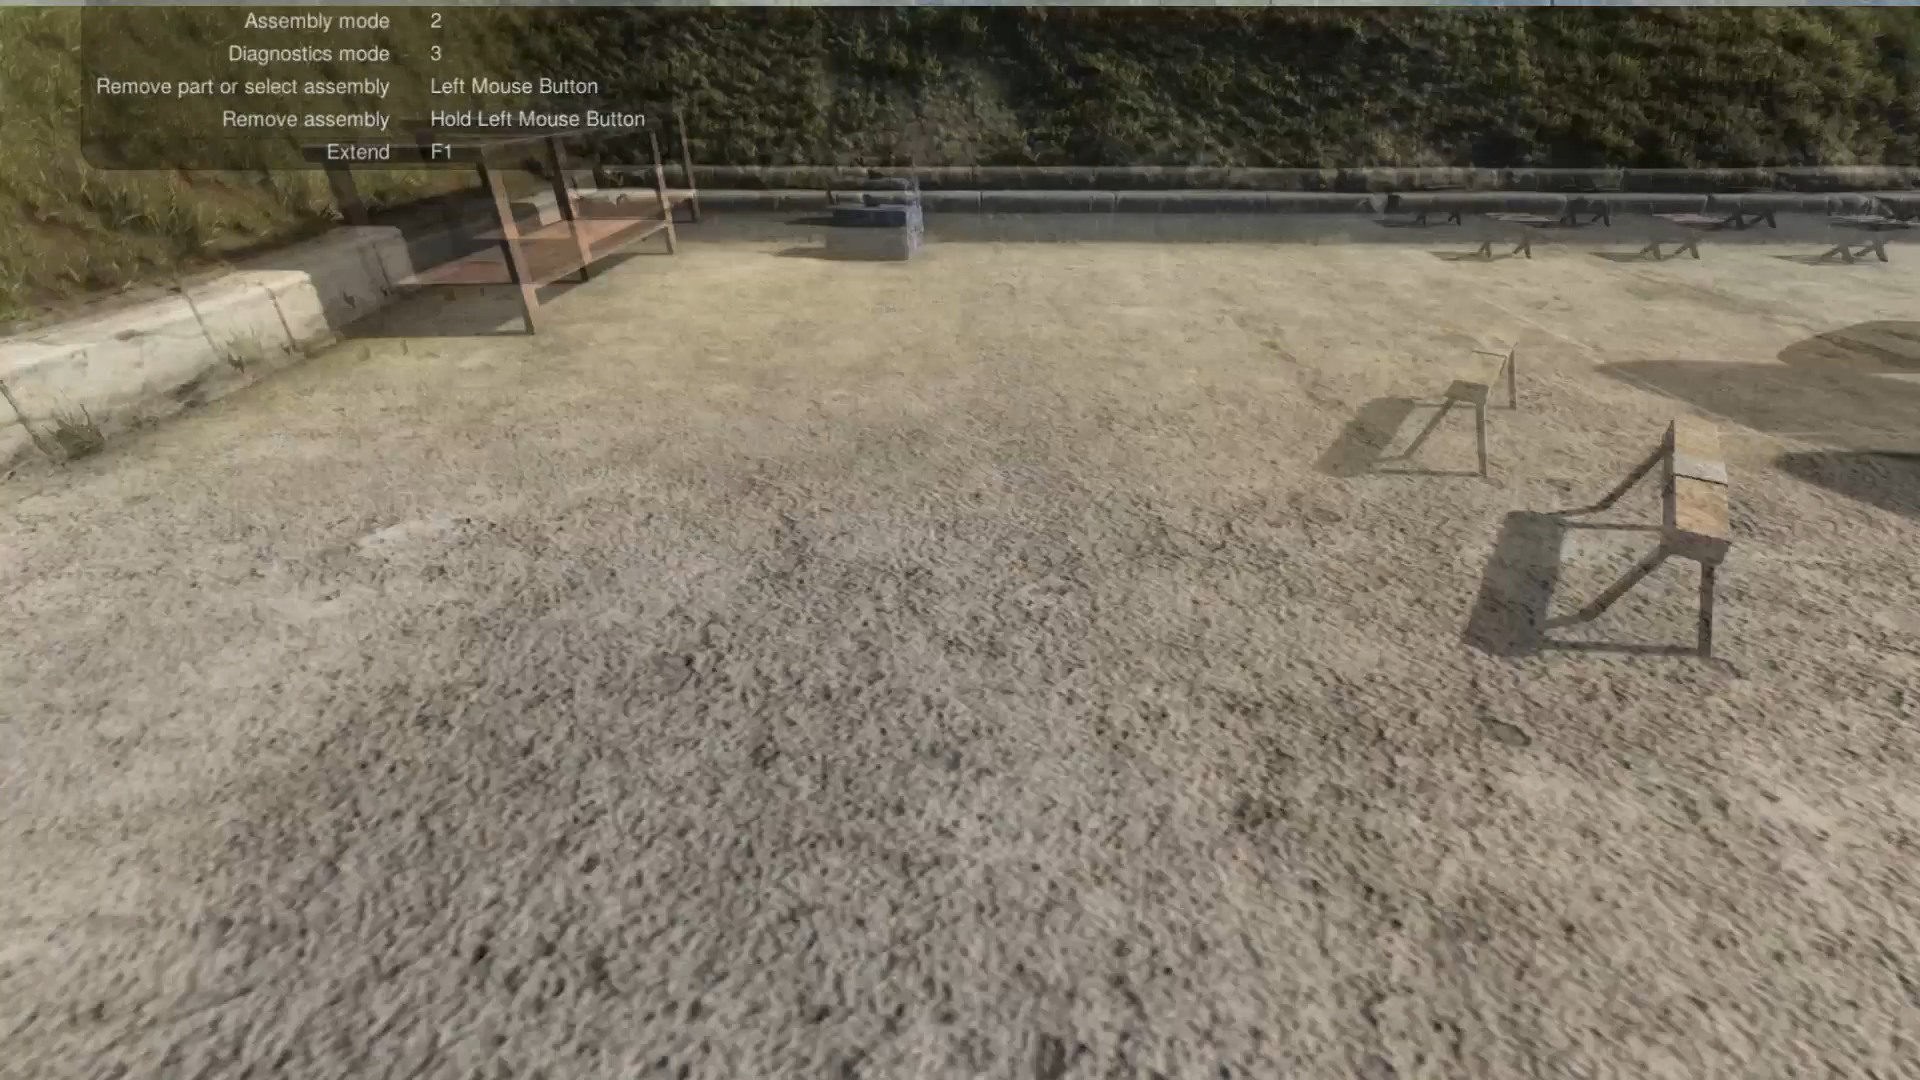 Assembly mode 2
Diagnostics mode 3
Remove part or select assembly Left Mouse Button
Remove assembly Hold Left Mouse Button
Extend F1